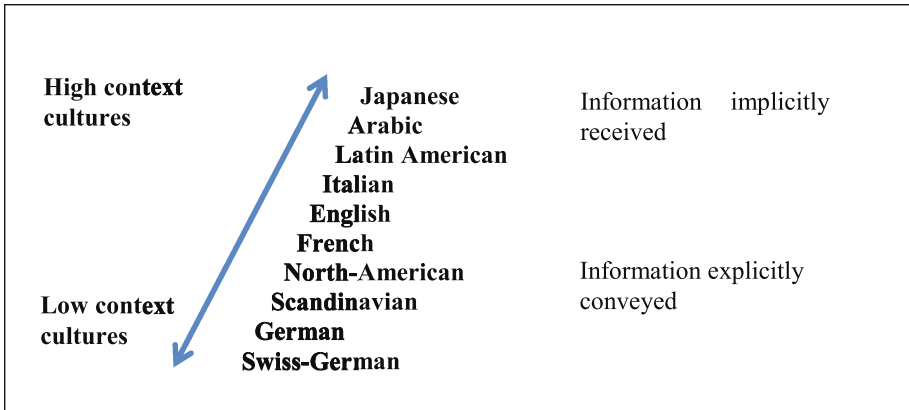 High context
cultures
Japanese
Arabic
Latin American
Italian
English
French
North-American
Scandinavian
German
Swiss-German
Low context
cultures
Information implicitly
received
Information explicitly
conveyed